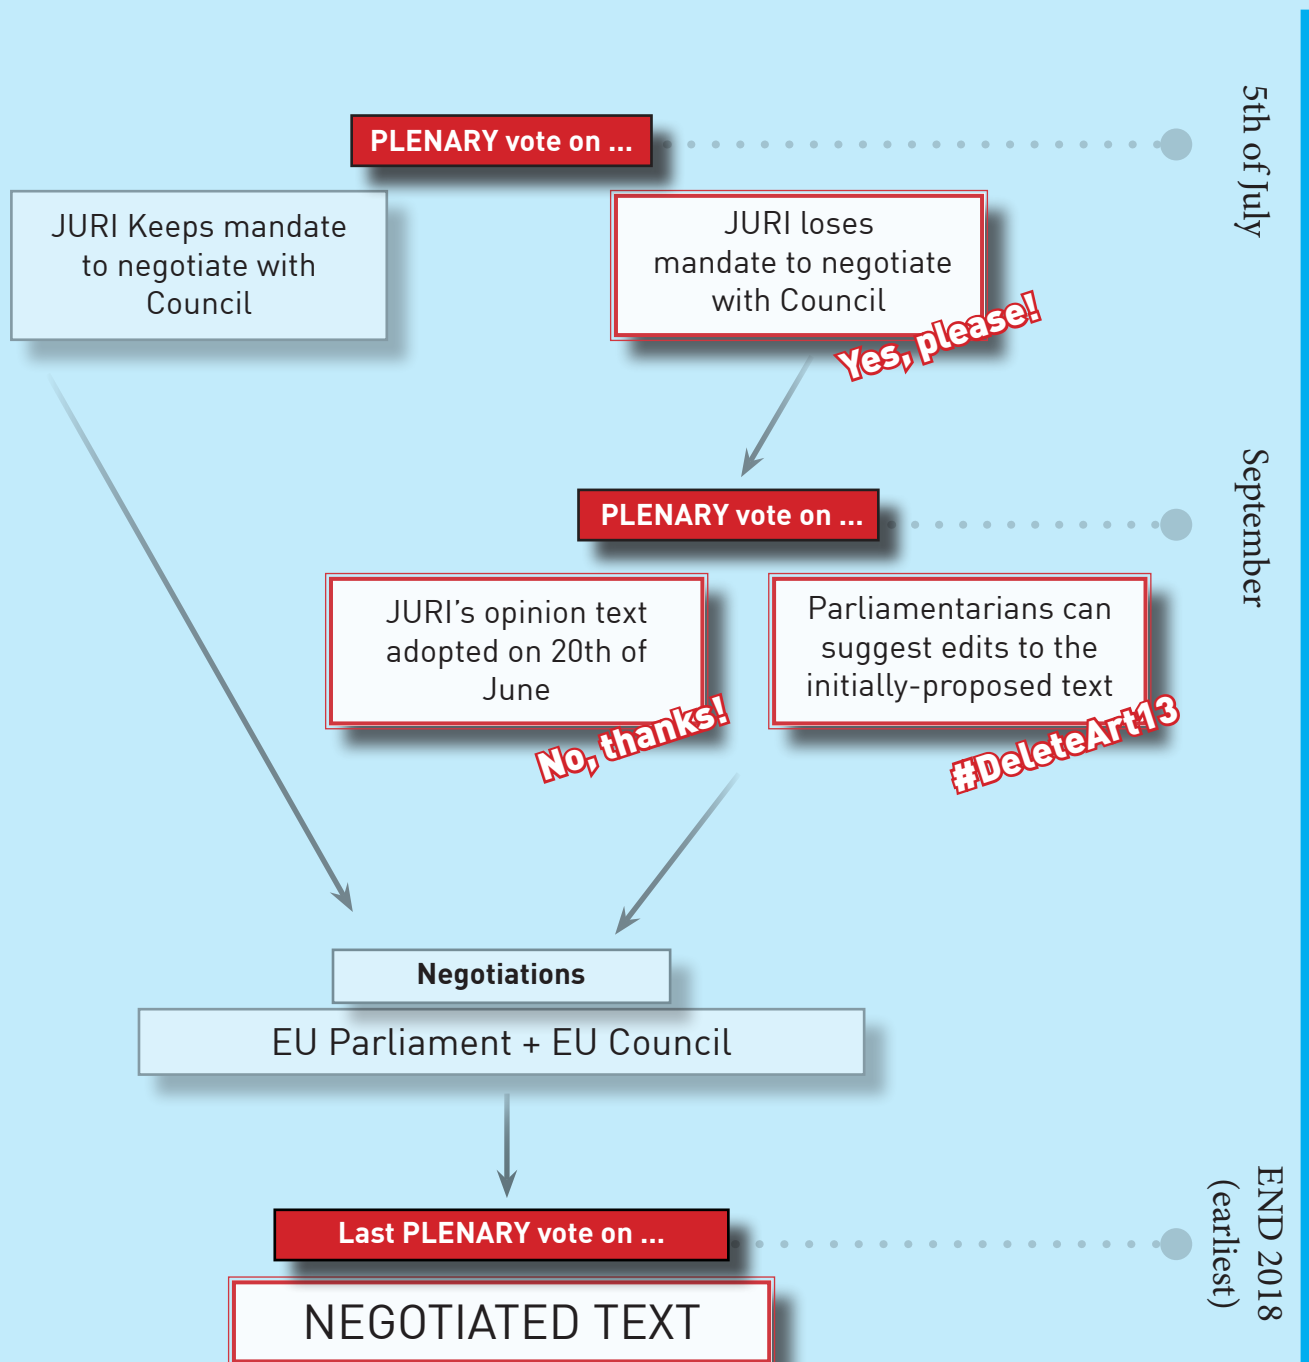 PLENARY vote on ...
5th of July
JURI Keeps mandate
to negotiate with
Council
JURI loses
mandate to negotiate
with Council
Yes, please!
September
PLENARY vote on ...
JURI’s opinion text
adopted on 20th of
June
No, thanks!
Parliamentarians can
suggest edits to the
initially-proposed text
#DeleteArt13
Negotiations
EU Parliament + EU Council
END 2018
(earliest)
Last PLENARY vote on ...
NEGOTIATED TEXT